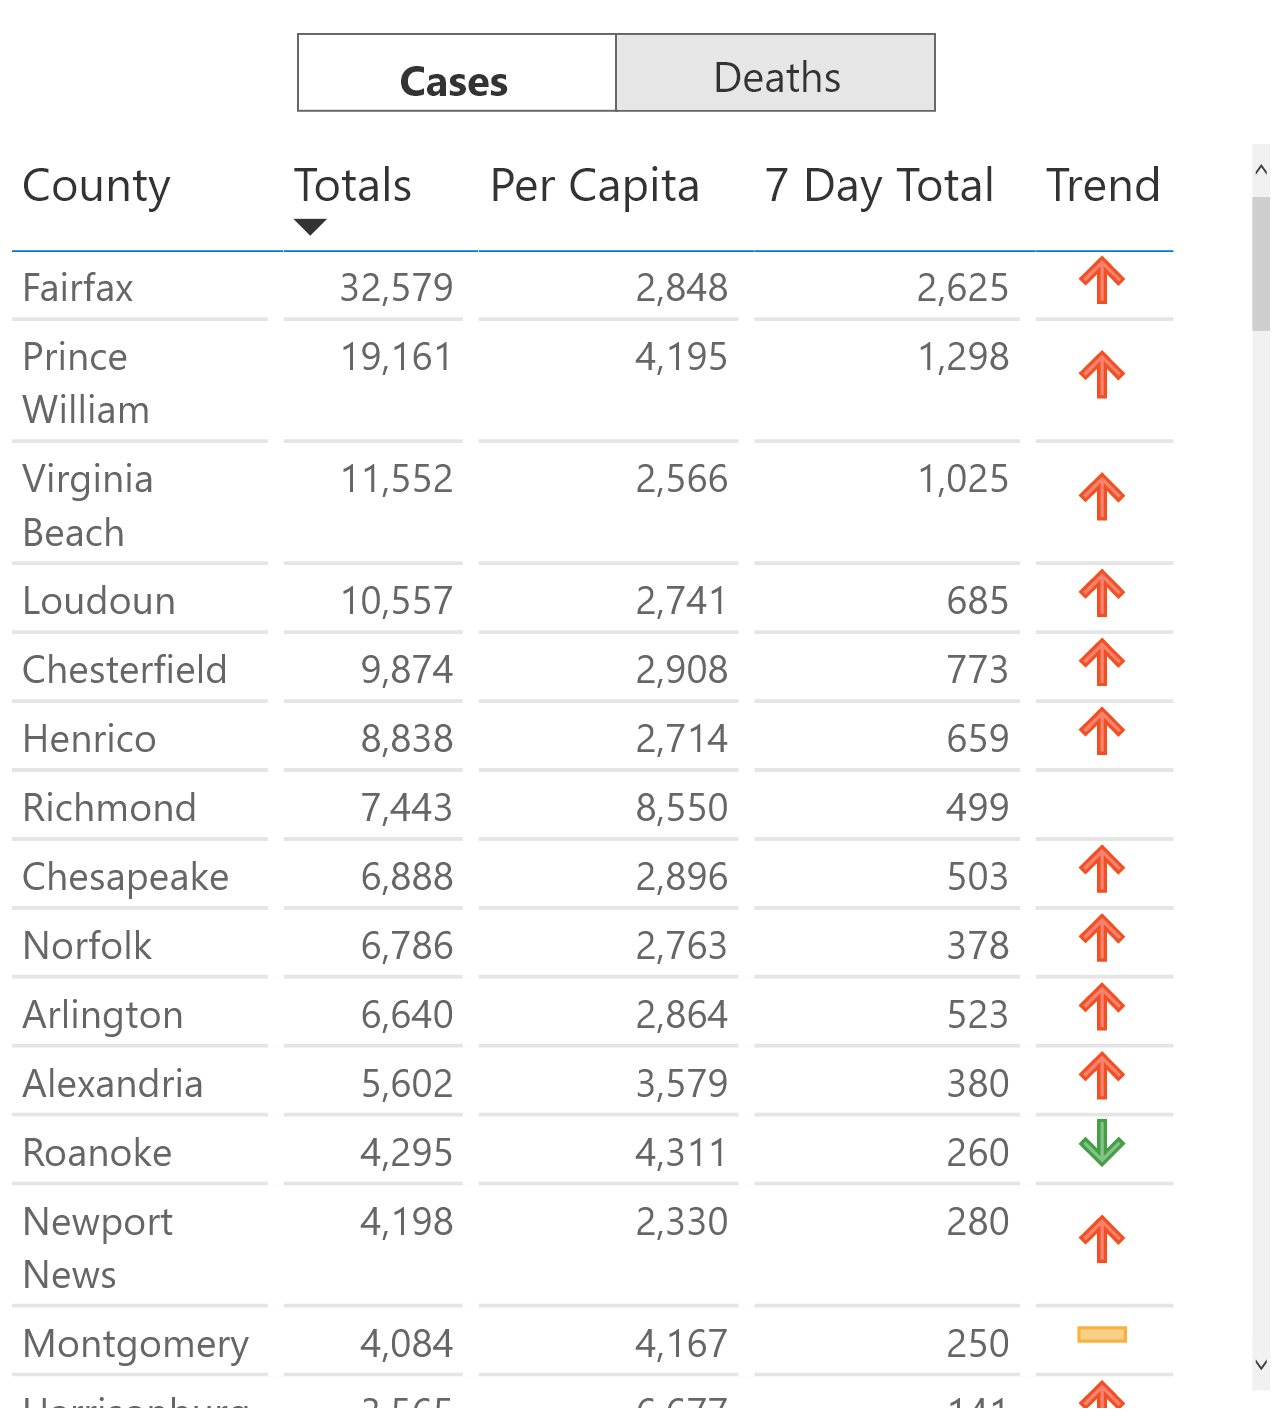 Cases Deaths
County Totals Per Capita 7 Day Total Trend
Fairfax 32,579 2,848 2,625
Prince 19,161 4,195 1,298
William
Virginia 11,552 2,566 1,025
Beach
Loudoun 10,557 2,741 685
Chesterfield 9,874 2,908 773
Henrico 8,838 2,714 659
Richmond 7,443 8,550 499
Chesapeake 6,888 2,896 503
Norfolk 6,786 2,763 378
Arlington 6,640 2,864 523
Alexandria 5,602 3,579 380
Roanoke 4,295 4,311 260
Newport 4,198 2,330 280
News
Montgomery 4,084 4,167 250